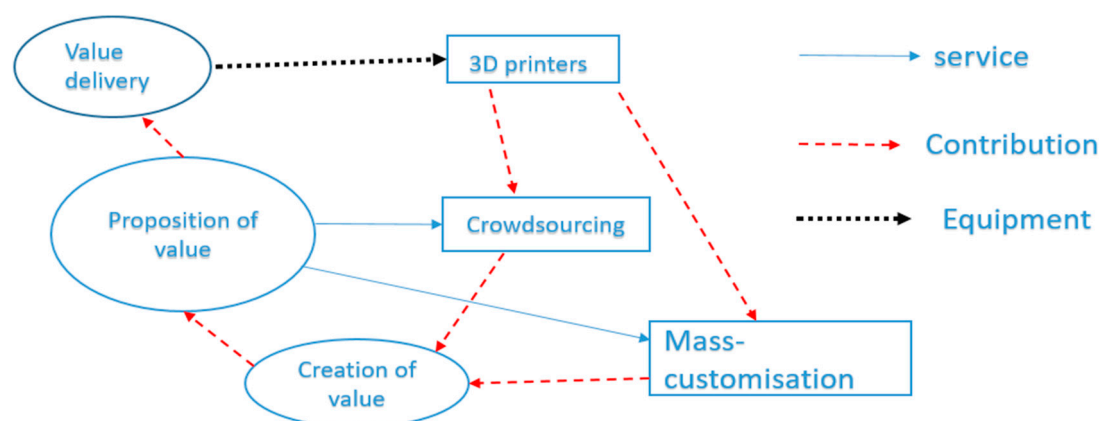 Value
delivery
3D printers
service
Contribution
Proposition of
value
Crowdsourcing
Equipment
Mass-
customisation
Creation of
value